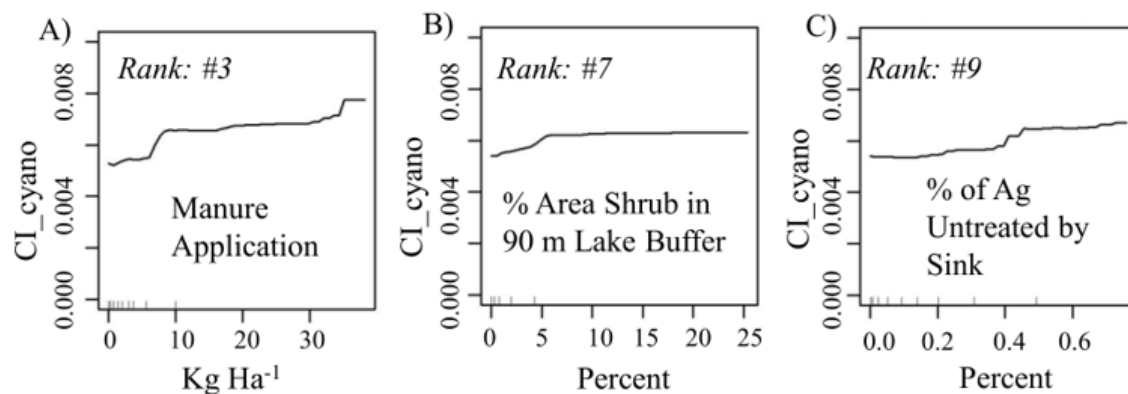 A)
Rank: #3
CI_cyano
0.000 0.004 0.008
Manure
Application
0 10 20 30
Kg Ha⁻¹
B)
Rank: #7
CI_cyano
0.000 0.004 0.008
% Area Shrub in
90 m Lake Buffer
0 5 10 15 20 25
Percent
C)
Rank: #9
CI_cyano
0.000 0.004 0.008
% of Ag
Untreated by
Sink
0.0 0.2 0.4 0.6
Percent